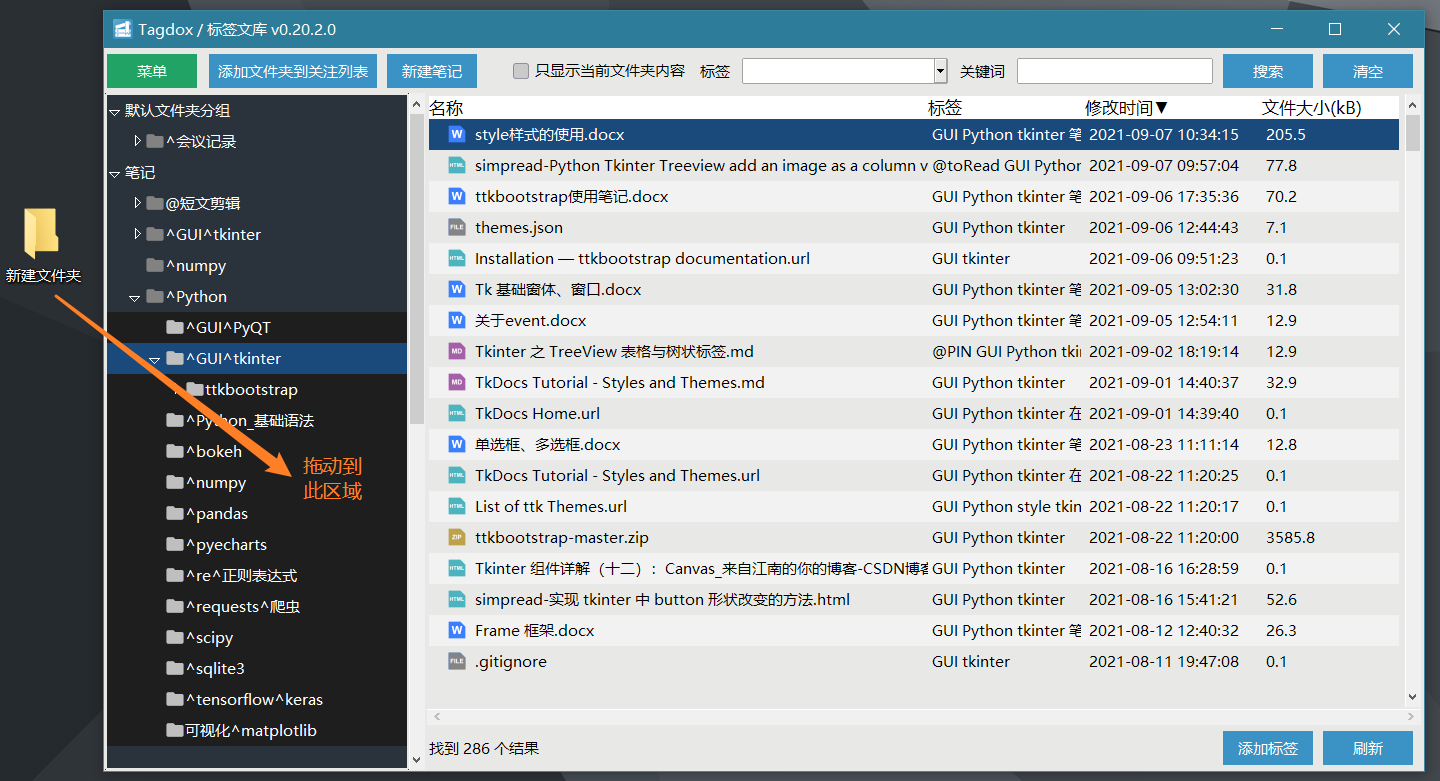 Tagdox / 标签文库 v0.20.2.0
菜单 添加文件夹到关注列表 新建笔记 只显示当前文件夹内容 标签 关键词 搜索 清空
新建文件夹
默认文件夹分组
^会议记录
笔记
@短文剪辑
^GUI^tkinter
^numpy
^Python
^GUI^PyQT
^GUI^tkinter
ttkbootstrap
^Python_基础语法
^bokeh
^numpy
^pandas
^pyecharts
^re^正则表达式
^requests^爬虫
^scipy
^sqlite3
^tensorflow^keras
可视化^matplotlib
拖动到
此区域
名称 标签 修改时间▼ 文件大小(kB)
W style样式的使用.docx GUI Python tkinter 笔 2021-09-07 10:34:15 205.5
HTML simpread-Python Tkinter Treeview add an image as a column v @toRead GUI Python 2021-09-07 09:57:04 77.8
W ttkbootstrap使用笔记.docx GUI Python tkinter 笔 2021-09-06 17:35:36 70.2
FILE themes.json GUI Python tkinter 2021-09-06 12:44:43 7.1
HTML Installation — ttkbootstrap documentation.url GUI tkinter 2021-09-06 09:51:23 0.1
W Tk 基础窗体、窗口.docx GUI Python tkinter 笔 2021-09-05 13:02:30 31.8
W 关于event.docx GUI Python tkinter 笔 2021-09-05 12:54:11 12.9
MD Tkinter 之 TreeView 表格与树状标签.md @PIN GUI Python tkin 2021-09-02 18:19:14 12.9
MD TkDocs Tutorial - Styles and Themes.md GUI Python tkinter 2021-09-01 14:40:37 32.9
HTML TkDocs Home.url GUI Python tkinter 在 2021-09-01 14:39:40 0.1
W 单选框、多选框.docx GUI Python tkinter 笔 2021-08-23 11:11:14 12.8
HTML TkDocs Tutorial - Styles and Themes.url GUI Python tkinter 在 2021-08-22 11:20:25 0.1
HTML List of ttk Themes.url GUI Python style tkin 2021-08-22 11:20:17 0.1
ZIP ttkbootstrap-master.zip GUI Python tkinter 2021-08-22 11:20:00 3585.8
HTML Tkinter 组件详解（十二）：Canvas_来自江南的你的博客-CSDN博客 GUI Python tkinter 2021-08-16 16:28:59 0.1
HTML simpread-实现 tkinter 中 button 形状改变的方法.html GUI Python tkinter 2021-08-16 15:41:21 52.6
W Frame 框架.docx GUI Python tkinter 笔 2021-08-12 12:40:32 26.3
FILE .gitignore GUI tkinter 2021-08-11 19:47:08 0.1
找到 286 个结果 添加标签 刷新